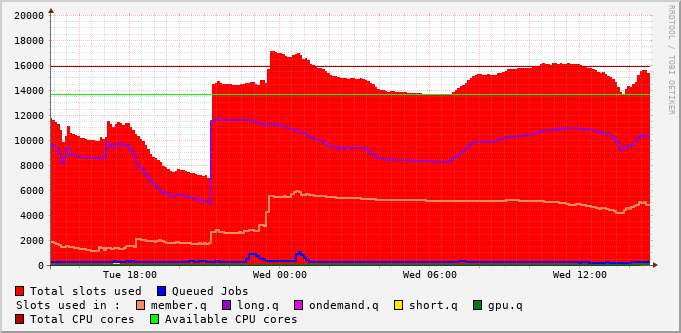 20000
18000
16000
14000
12000
10000
8000
6000
4000
2000
0
Tue 18:00 Wed 00:00 Wed 06:00 Wed 12:00
RRDTOOL / TOBI OETIKER
Total slots used Queued Jobs
Slots used in : member.q long.q ondemand.q short.q gpu.q
Total CPU cores Available CPU cores